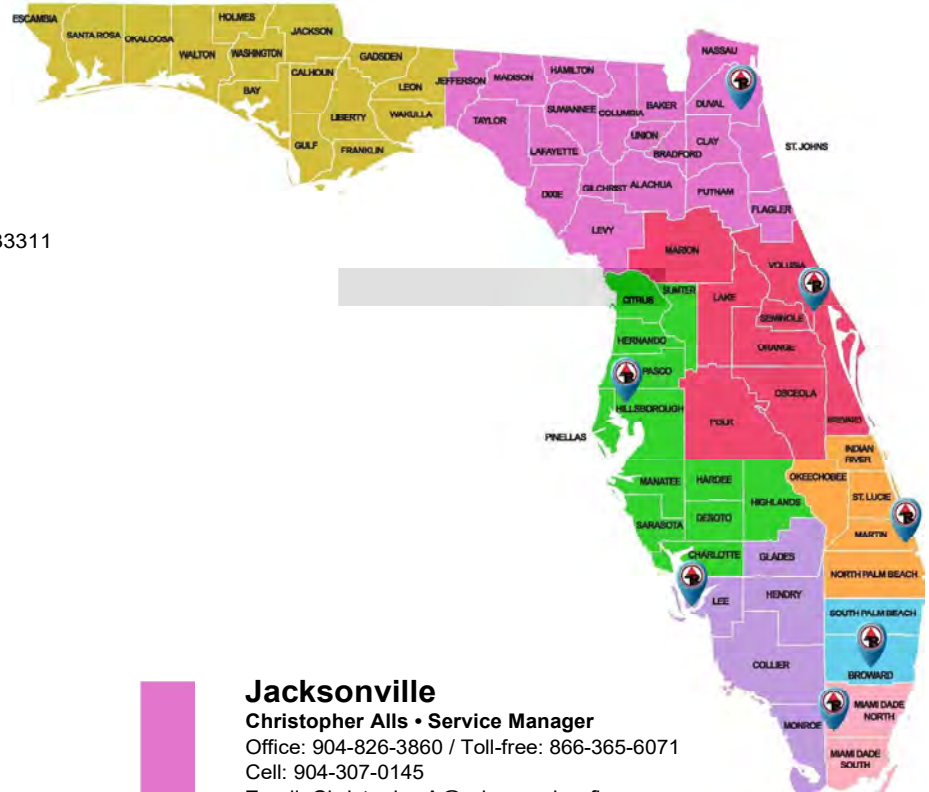 ESCAMBIA
SANTA ROSA
OKALOOSA
HOLMES
WALTON
WASHINGTON
JACKSON
BAY
CALHOUN
GADSDEN
LEON
LIBERTY
WAKULLA
GULF
FRANKLIN
JEFFERSON
MADISON
HAMILTON
TAYLOR
SUWANNEE
COLUMBIA
BAKER
NASSAU
DUVAL
UNION
BRADFORD
CLAY
ST. JOHNS
LAFAYETTE
DIXIE
GILCHRIST
ALACHUA
PUTNAM
FLAGLER
LEVY
33311
MARION
VOLUSIA
CITRUS
SUMTER
LAKE
SEMINOLE
ORANGE
HERNANDO
PASCO
OSCEOLA
HILLSBOROUGH
POLK
BREVARD
PINELLAS
INDIAN
RIVER
MANATEE
HARDEE
HIGHLANDS
OKEECHOBEE
ST. LUCIE
SARASOTA
DESOTO
MARTIN
CHARLOTTE
GLADES
NORTH PALM BEACH
LEE
HENDRY
SOUTH PALM BEACH
COLLIER
BROWARD
MONROE
MIAMI DADE
NORTH
MIAMI DADE
SOUTH
Jacksonville
Christopher Alls • Service Manager
Office: 904-826-3860 / Toll-free: 866-365-6071
Cell: 904-307-0145